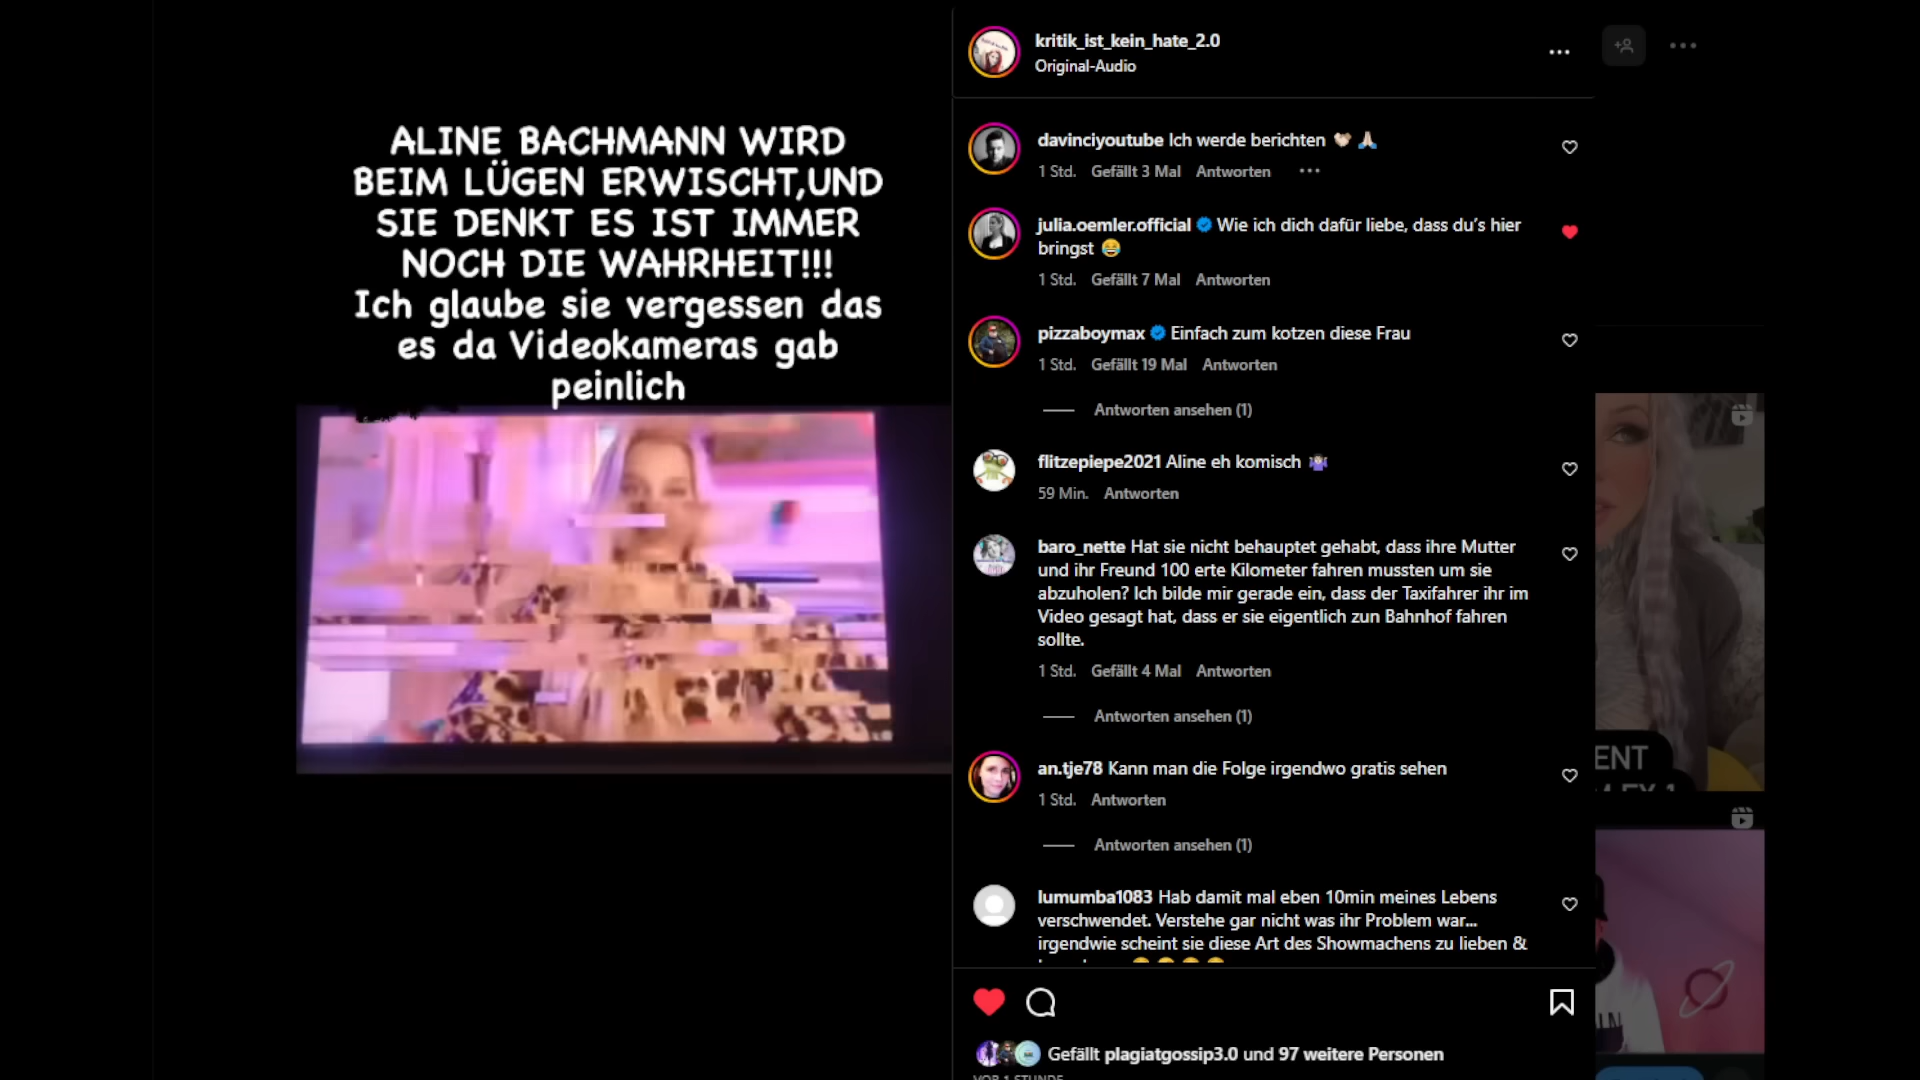 ALINE BACHMANN WIRD
BEIM LÜGEN ERWISCHT,UND
SIE DENKT ES IST IMMER
NOCH DIE WAHRHEIT!!!
Ich glaube sie vergessen das
es da Videokameras gab
peinlich
kritik_ist_kein_hate_2.0
Original-Audio
davinciyoutube Ich werde berichten 🤝🏻 🙏🏻
1 Std. Gefällt 3 Mal Antworten
julia.oemler.official Wie ich dich dafür liebe, dass du’s hier
bringst 😂
1 Std. Gefällt 7 Mal Antworten
pizzaboymax Einfach zum kotzen diese Frau
1 Std. Gefällt 19 Mal Antworten
Antworten ansehen (1)
flitzepiepe2021 Aline eh komisch 🤷🏻‍♀️
59 Min. Antworten
baro_nette Hat sie nicht behauptet gehabt, dass ihre Mutter
und ihr Freund 100 erte Kilometer fahren mussten um sie
abzuholen? Ich bilde mir gerade ein, dass der Taxifahrer ihr im
Video gesagt hat, dass er sie eigentlich zun Bahnhof fahren
sollte.
1 Std. Gefällt 4 Mal Antworten
Antworten ansehen (1)
an.tje78 Kann man die Folge irgendwo gratis sehen
1 Std. Antworten
Antworten ansehen (1)
lumumba1083 Hab damit mal eben 10min meines Lebens
verschwendet. Verstehe gar nicht was ihr Problem war...
irgendwie scheint sie diese Art des Showmachens zu lieben &
Gefällt plagiatgossip3.0 und 97 weitere Personen
VOR 1 STUNDE
ENT
IN